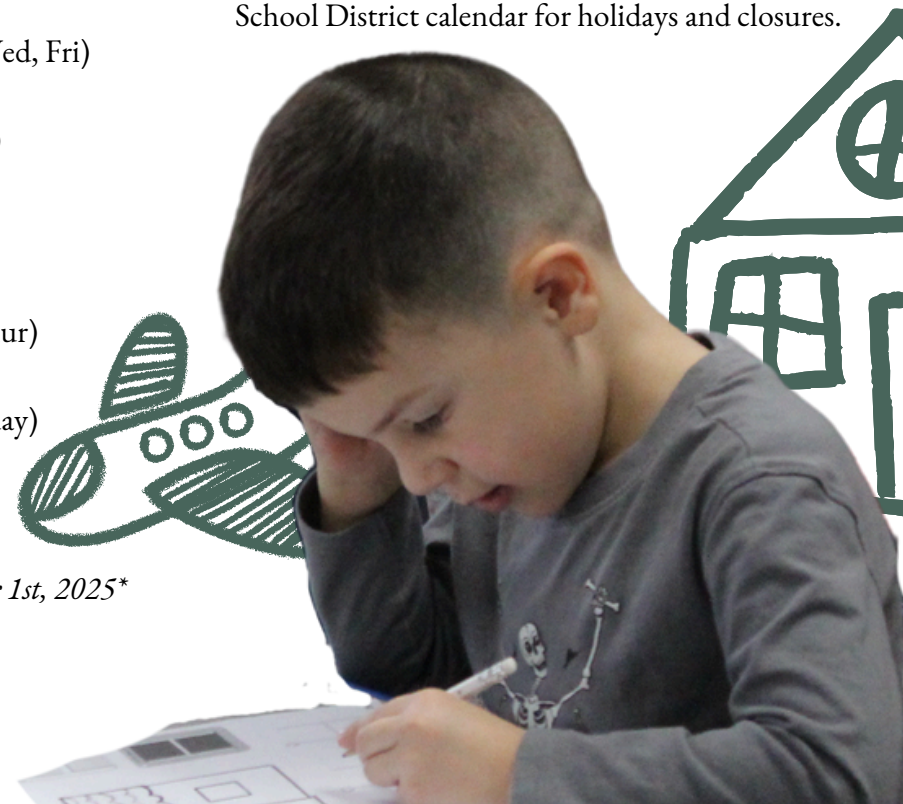 School District calendar for holidays and closures.
ed, Fri)
)
ur)
ay)
1st, 2025*